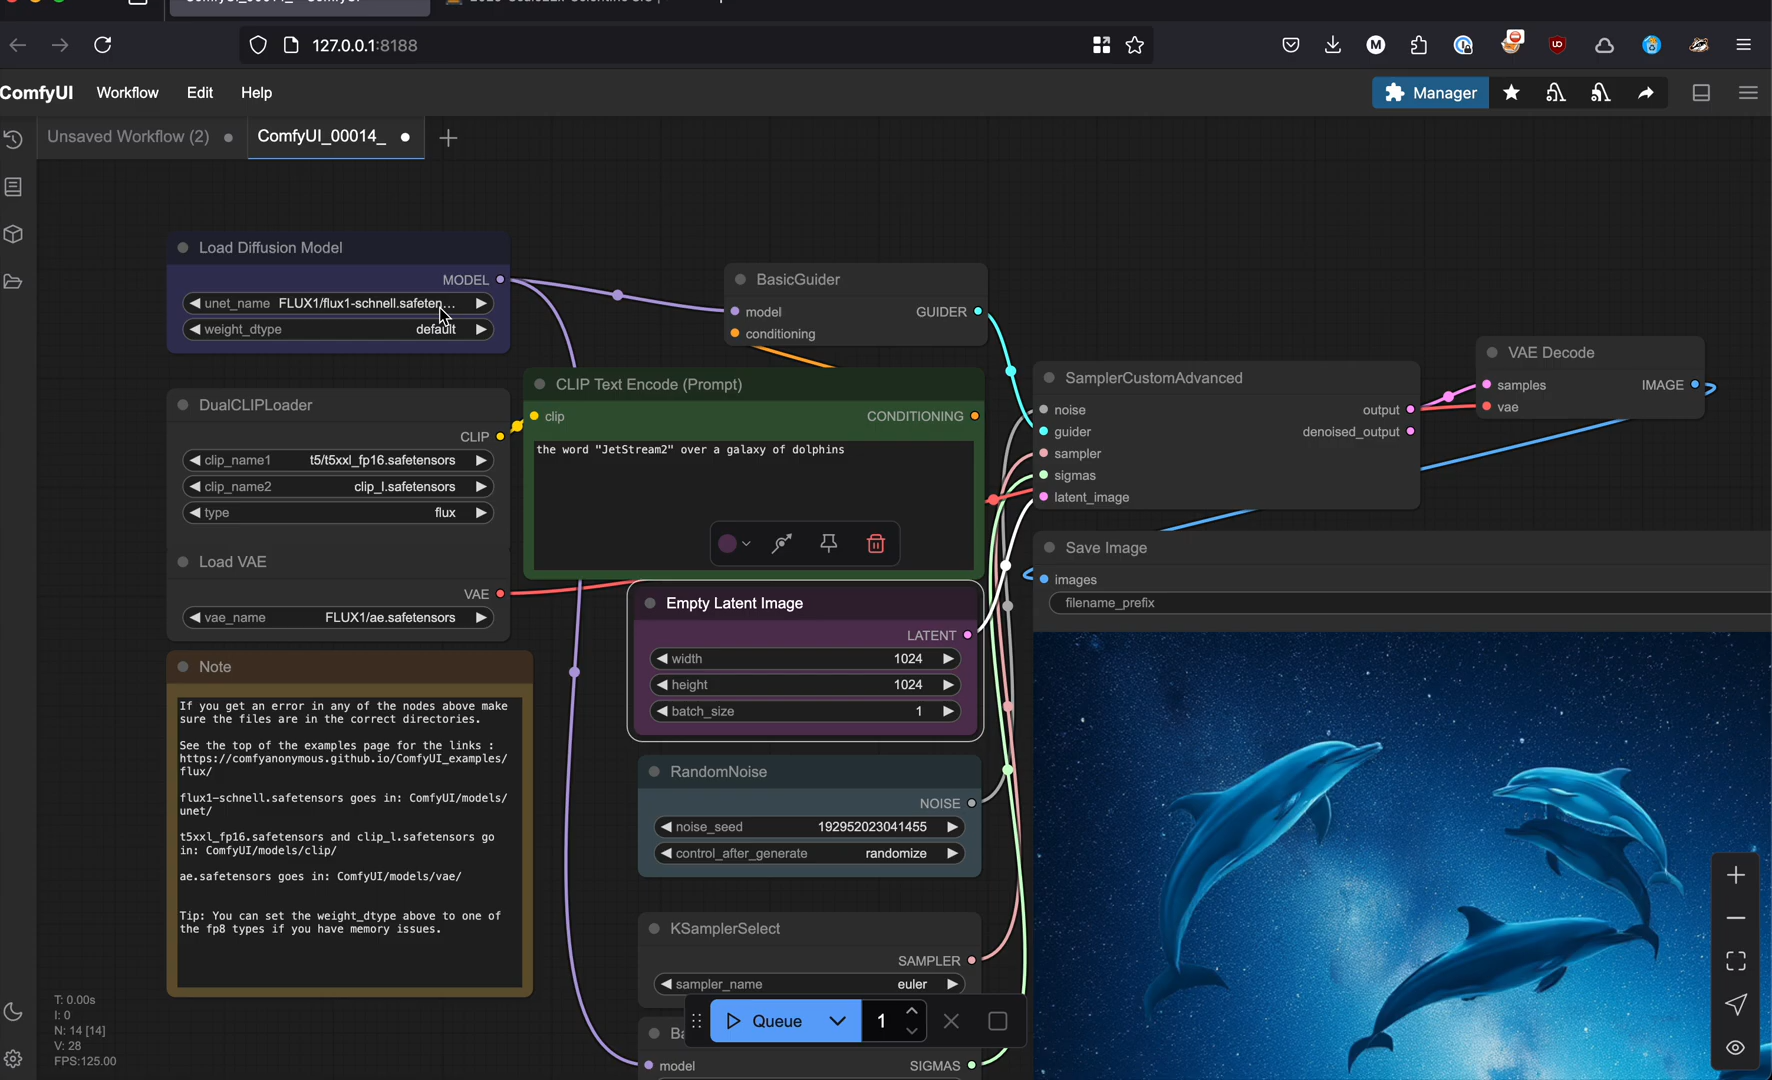 127.0.0.1:8188
ComfyUI
Workflow
Edit
Help
Manager
Unsaved Workflow (2)
ComfyUI_00014_
Load Diffusion Model
MODEL
unet_name FLUX1/flux1-schnell.safeten...
weight_dtype default
BasicGuider
model GUIDER
conditioning
DualCLIPLoader
CLIP
clip_name1 t5/t5xxl_fp16.safetensors
clip_name2 clip_l.safetensors
type flux
CLIP Text Encode (Prompt)
clip CONDITIONING
the word "JetStream2" over a galaxy of dolphins
SamplerCustomAdvanced
noise output
guider denoised_output
sampler
sigmas
latent_image
VAE Decode
samples IMAGE
vae
Load VAE
VAE
vae_name FLUX1/ae.safetensors
Save Image
images
filename_prefix
Empty Latent Image
LATENT
width 1024
height 1024
batch_size 1
Note
If you get an error in any of the nodes above make
sure the files are in the correct directories.
See the top of the examples page for the links :
https://comfyanonymous.github.io/ComfyUI_examples/
flux/
flux1-schnell.safetensors goes in: ComfyUI/models/
unet/
t5xxl_fp16.safetensors and clip_l.safetensors go
in: ComfyUI/models/clip/
ae.safetensors goes in: ComfyUI/models/vae/
Tip: You can set the weight_dtype above to one of
the fp8 types if you have memory issues.
RandomNoise
NOISE
noise_seed 192952023041455
control_after_generate randomize
KSamplerSelect
SAMPLER
sampler_name euler
Queue 1
Ba
model SIGMAS
T: 0.00s
I: 0
N: 14 [14]
V: 28
FPS:125.00